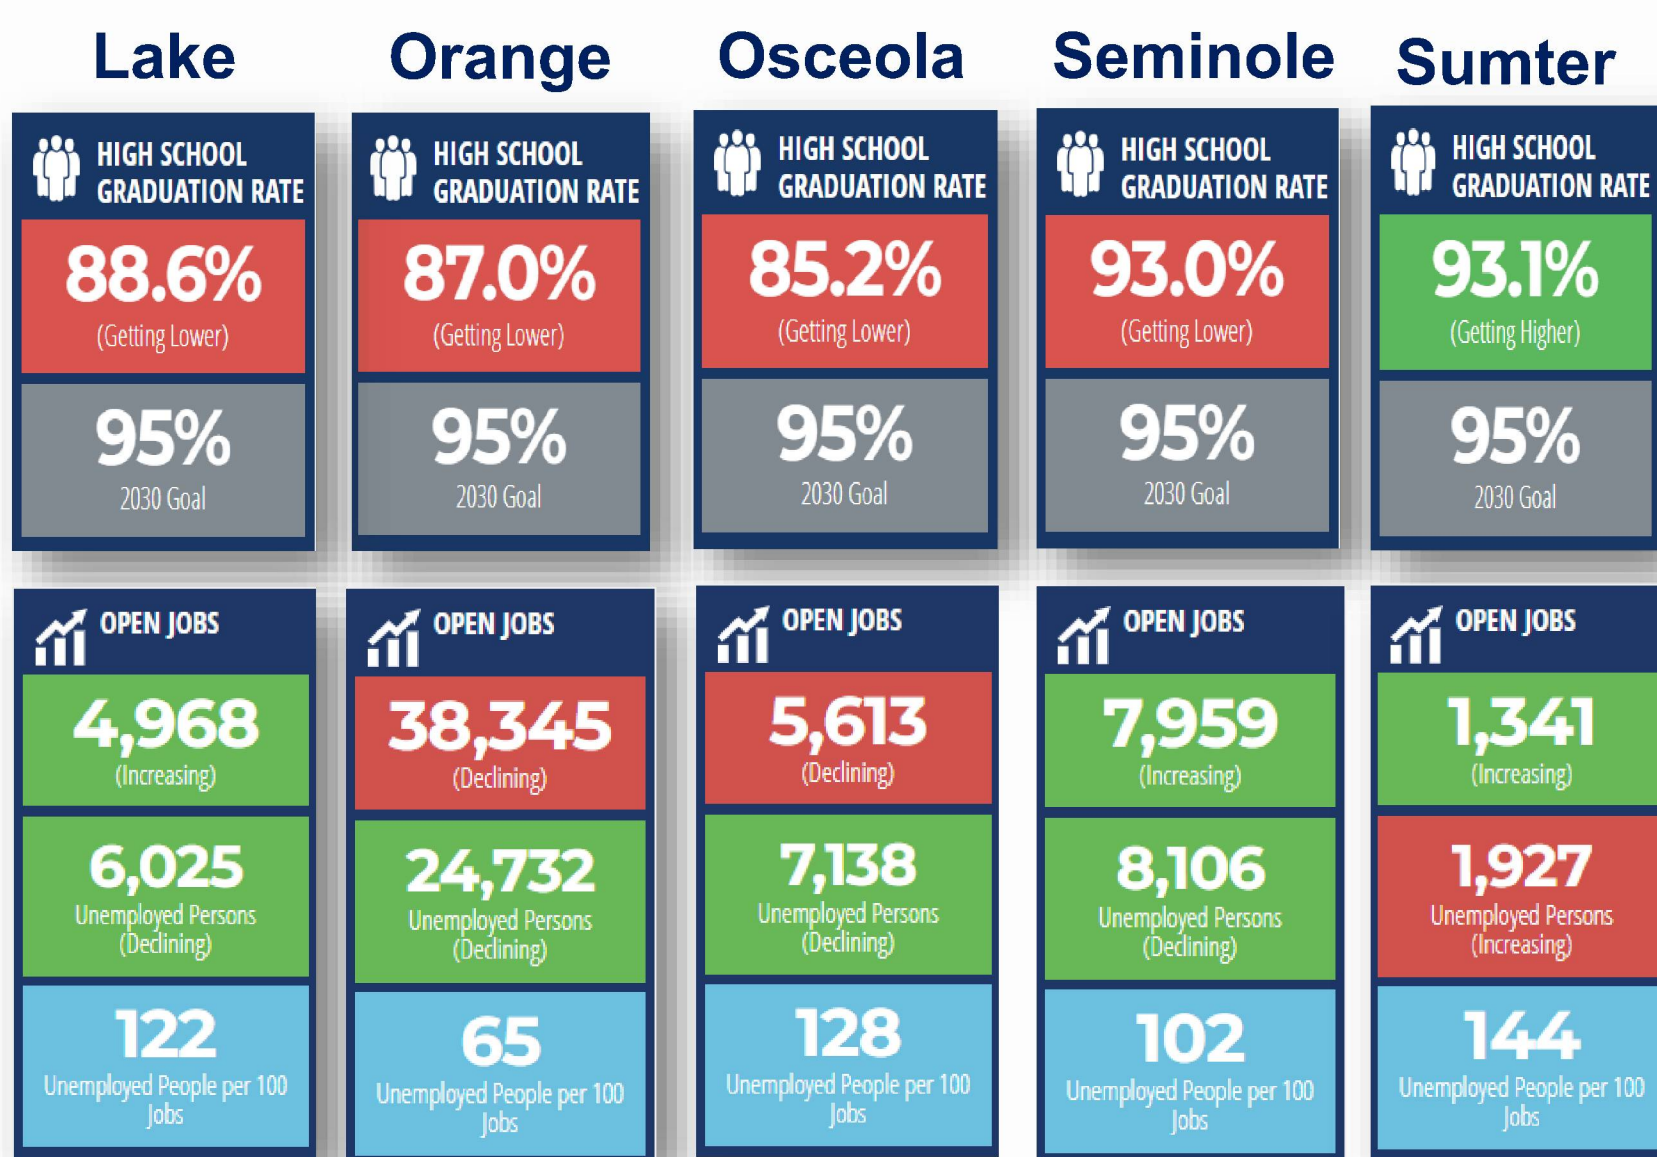 Lake
HIGH SCHOOL
GRADUATION RATE
88.6%
(Getting Lower)
95%
2030 Goal
OPEN JOBS
4,968
(Increasing)
6,025
Unemployed Persons
(Declining)
122
Unemployed People per 100
Jobs
Orange
HIGH SCHOOL
GRADUATION RATE
87.0%
(Getting Lower)
95%
2030 Goal
OPEN JOBS
38,345
(Declining)
24,732
Unemployed Persons
(Declining)
65
Unemployed People per 100
Jobs
Osceola
HIGH SCHOOL
GRADUATION RATE
85.2%
(Getting Lower)
95%
2030 Goal
OPEN JOBS
5,613
(Declining)
7,138
Unemployed Persons
(Declining)
128
Unemployed People per 100
Jobs
Seminole
HIGH SCHOOL
GRADUATION RATE
93.0%
(Getting Lower)
95%
2030 Goal
OPEN JOBS
7,959
(Increasing)
8,106
Unemployed Persons
(Declining)
102
Unemployed People per 100
Jobs
Sumter
HIGH SCHOOL
GRADUATION RATE
93.1%
(Getting Higher)
95%
2030 Goal
OPEN JOBS
1,341
(Increasing)
1,927
Unemployed Persons
(Increasing)
144
Unemployed People per 100
Jobs